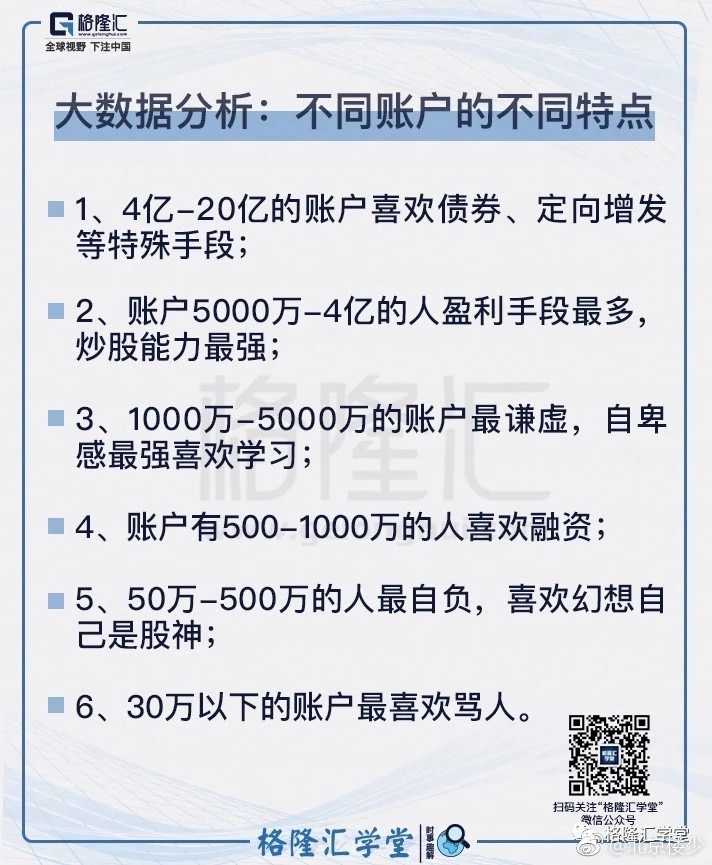 格隆汇
www.gelonghui.com
全球视野 下注中国
大数据分析：不同账户的不同特点
1、4亿-20亿的账户喜欢债券、定向增发
等特殊手段；
2、账户5000万-4亿的人盈利手段最多，
炒股能力最强；
3、1000万-5000万的账户最谦虚，自卑
感最强喜欢学习；
格隆汇
4、账户有500-1000万的人喜欢融资；
5、50万-500万的人最自负，喜欢幻想自
己是股神；
6、30万以下的账户最喜欢骂人。
格隆汇
学堂
扫码关注“格隆汇学堂”
微信公众号
格隆汇学堂
时事趣解
格隆汇学堂
@北京楼少